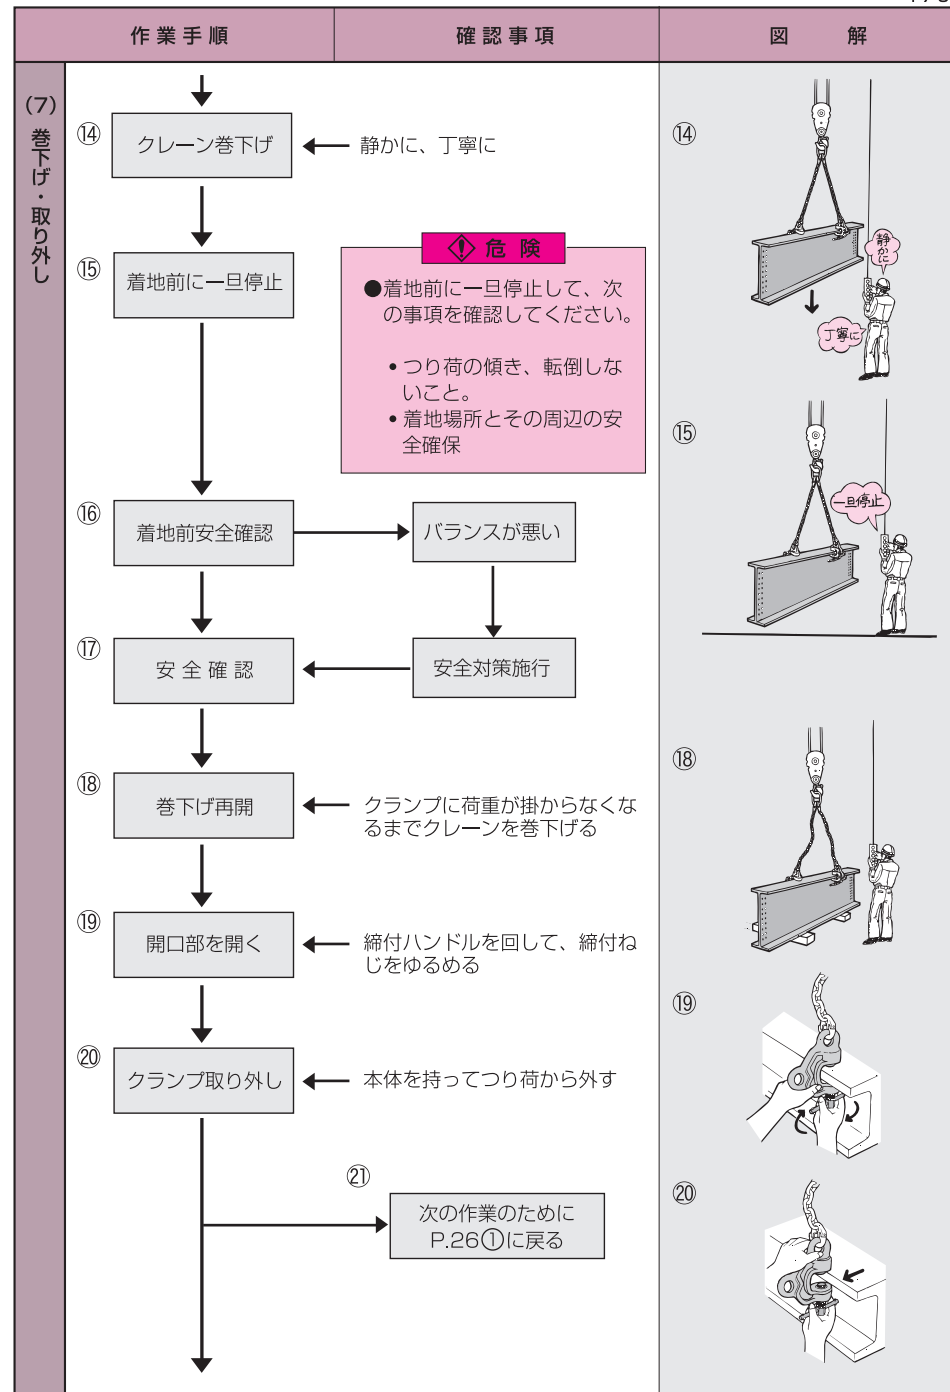 作業手順
確認事項
図 解
(7) 巻下げ・取り外し
⑭
クレーン巻下げ
静かに、丁寧に
⑮
着地前に一旦停止
危険
●着地前に一旦停止して、次
の事項を確認してください。
・つり荷の傾き、転倒しな
いこと。
・着地場所とその周辺の安
全確保
⑯
着地前安全確認
バランスが悪い
⑰
安全確認
安全対策施行
⑱
巻下げ再開
クランプに荷重が掛からなくな
るまでクレーンを巻下げる
⑲
開口部を開く
締付ハンドルを回して、締付ね
じをゆるめる
⑳
クランプ取り外し
本体を持ってつり荷から外す
㉑
次の作業のために
P.26①に戻る
⑭
静かに
丁寧に
⑮
一旦停止
⑱
⑲
⑳